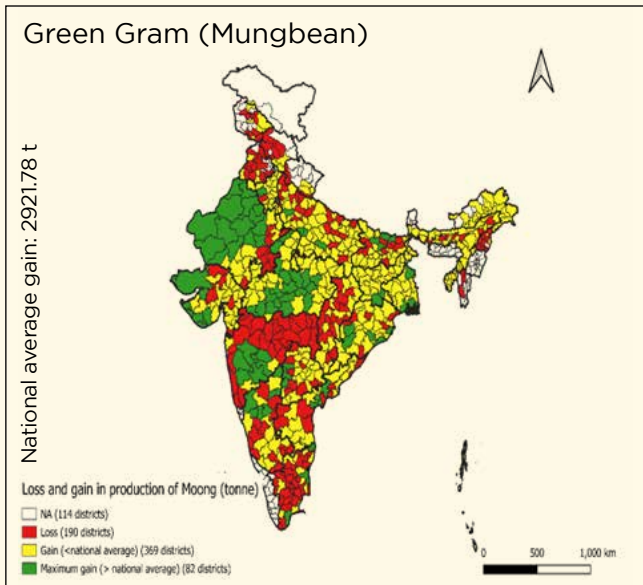 Green Gram (Mungbean)
National average gain: 2921.78 t
Loss and gain in production of Moong (tonne)
NA (114 districts)
Loss (190 districts)
Gain (<national average) (369 districts)
Maximum gain (> national average) (82 districts)
0 500 1,000 km